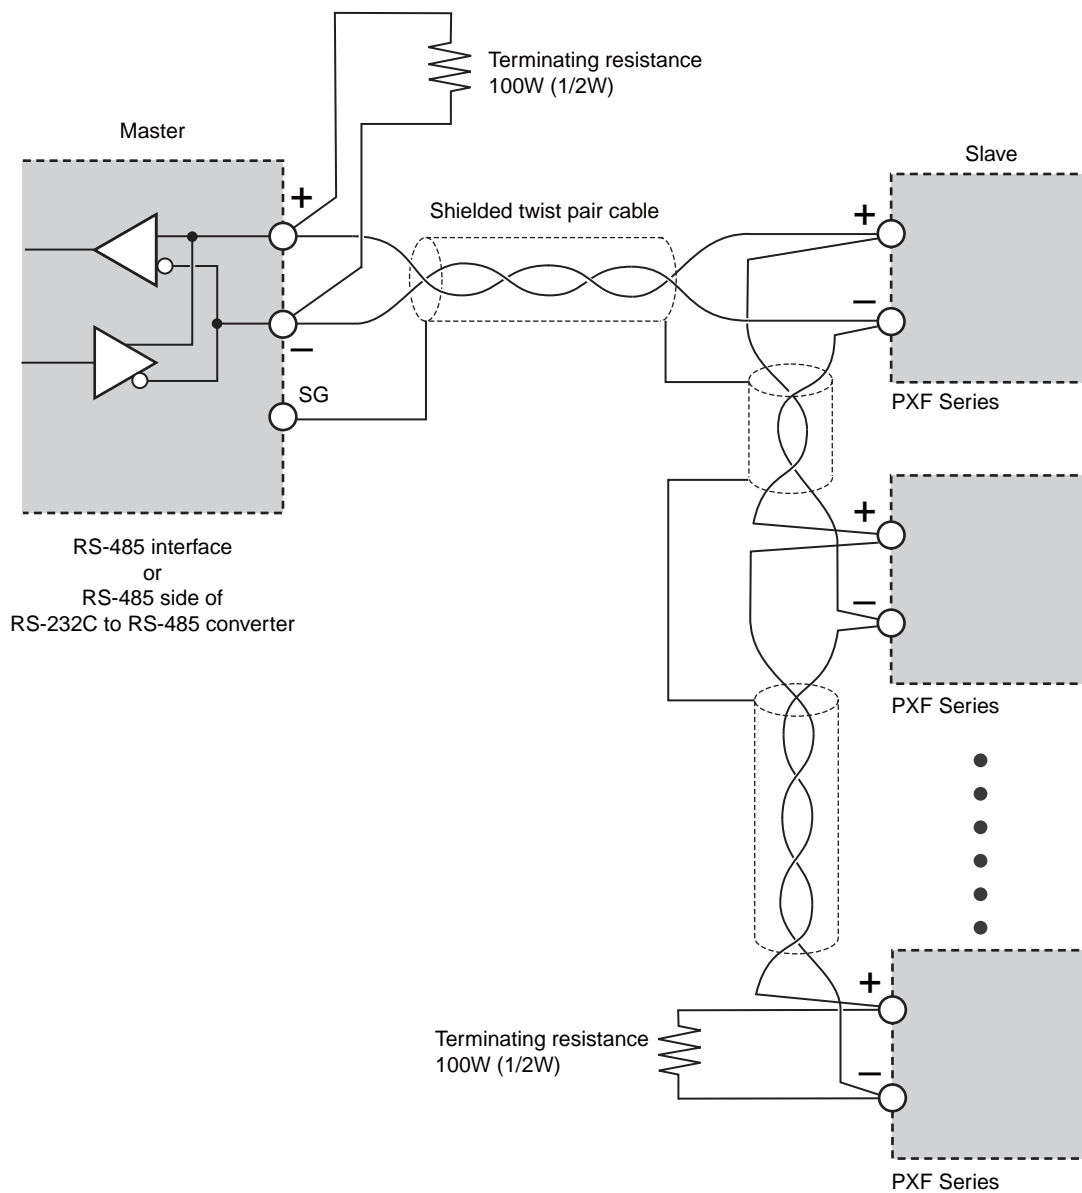 Terminating resistance
100W (1/2W)
Master
Slave
+
Shielded twist pair cable
+
−
−
SG
PXF Series
+
RS-485 interface
or
RS-485 side of
RS-232C to RS-485 converter
−
PXF Series
+
Terminating resistance
100W (1/2W)
−
PXF Series